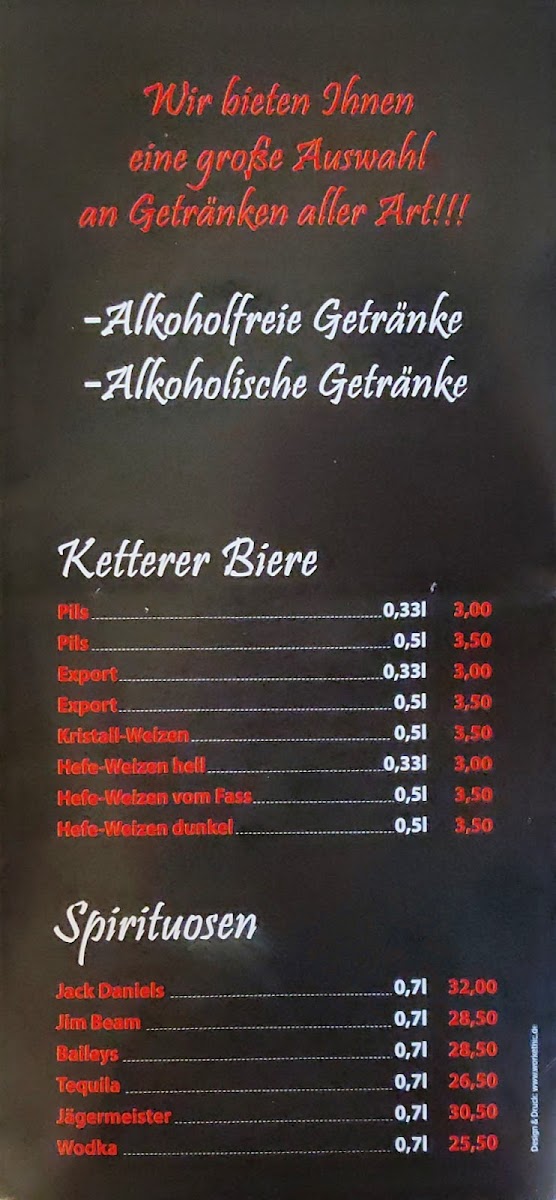 Wir bieten Ihnen
eine große Auswahl
an Getränken aller Art!!!
-Alkoholfreie Getränke
-Alkoholische Getränke
Ketterer Biere
Pils 0,33l 3,00
Pils 0,5l 3,50
Export 0,33l 3,00
Export 0,5l 3,50
Kristall-Weizen 0,5l 3,50
Hefe-Weizen hell 0,33l 3,00
Hefe-Weizen vom Fass 0,5l 3,50
Hefe-Weizen dunkel 0,5l 3,50
Spirituosen
Jack Daniels 0,7l 32,00
Jim Beam 0,7l 28,50
Baileys 0,7l 28,50
Tequila 0,7l 26,50
Jägermeister 0,7l 30,50
Wodka 0,7l 25,50
Design & Druck: